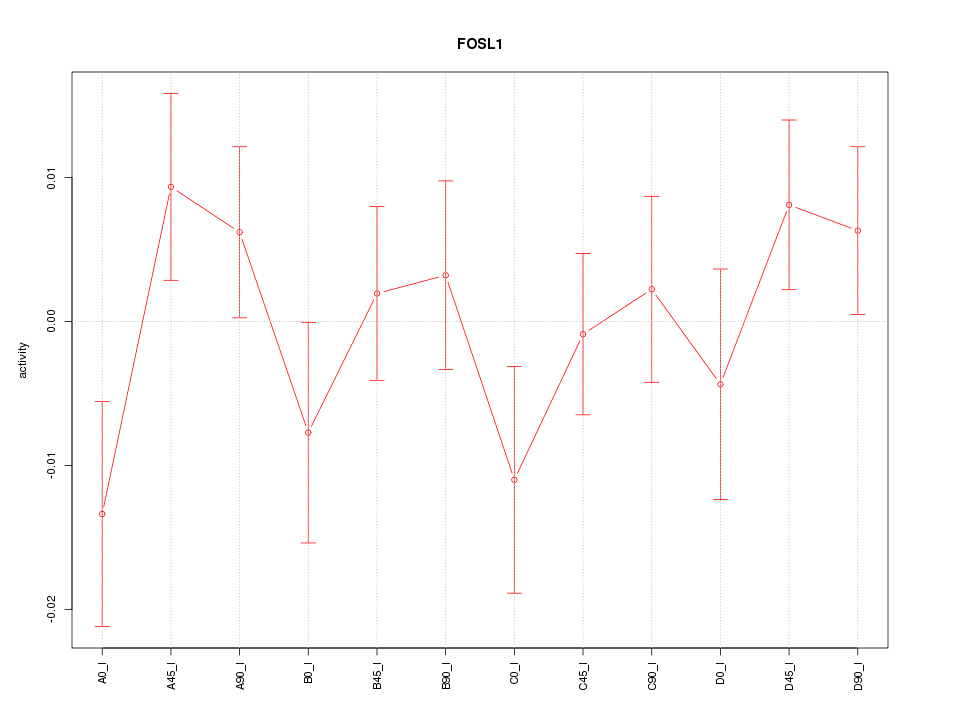 FOSL1
activity
0.01
0.00
-0.01
-0.02
A0_I
A45_I
A90_I
B0_I
B45_I
B90_I
C0_I
C45_I
C90_I
D0_I
D45_I
D90_I